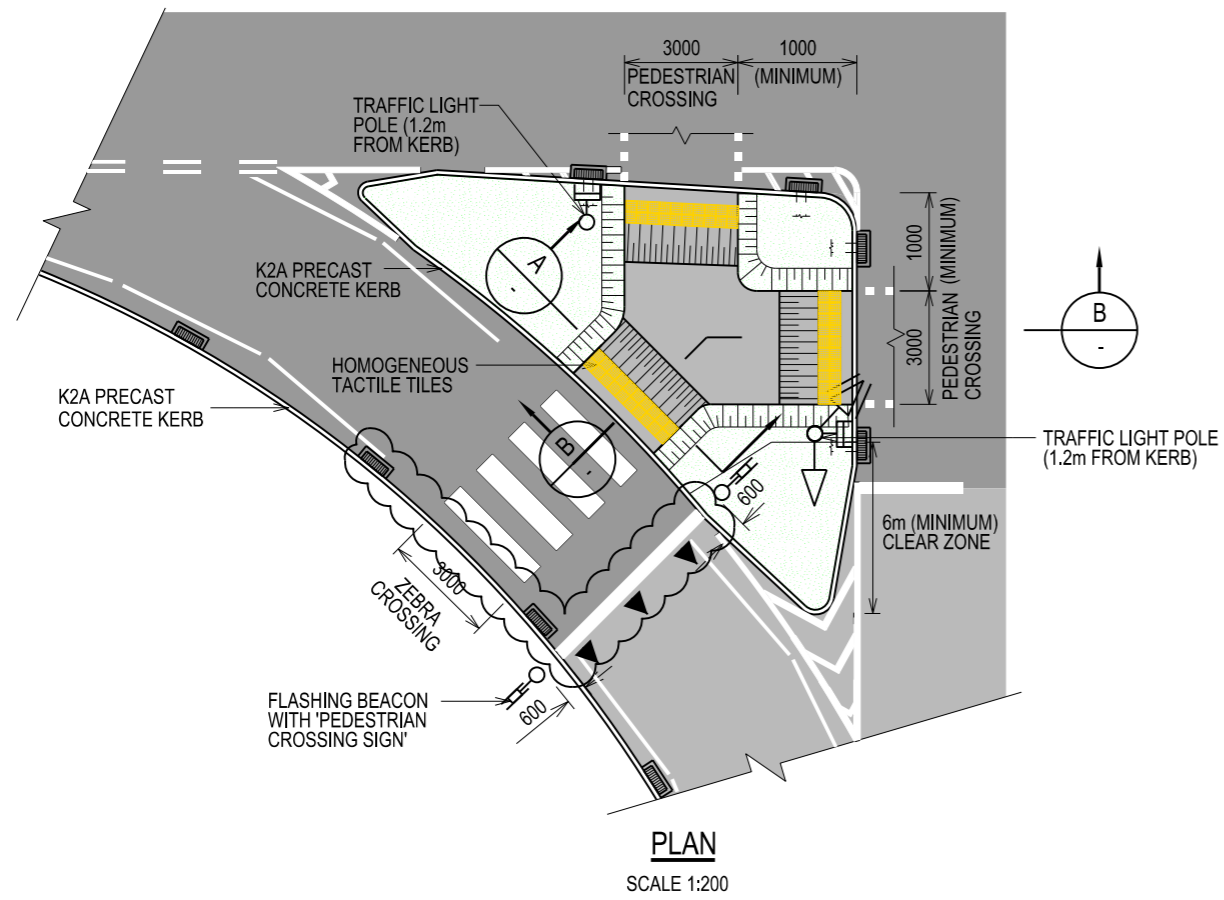 3000
1000
PEDESTRIAN
CROSSING
(MINIMUM)
TRAFFIC LIGHT
POLE (1.2m
FROM KERB)
A
-
K2A PRECAST
CONCRETE KERB
1000
(MINIMUM)
3000
PEDESTRIAN
CROSSING
B
-
HOMOGENEOUS
TACTILE TILES
K2A PRECAST
CONCRETE KERB
B
-
TRAFFIC LIGHT POLE
(1.2m FROM KERB)
600
6m (MINIMUM)
CLEAR ZONE
3000
ZEBRA
CROSSING
FLASHING BEACON
WITH 'PEDESTRIAN
CROSSING SIGN'
600
PLAN
SCALE 1:200